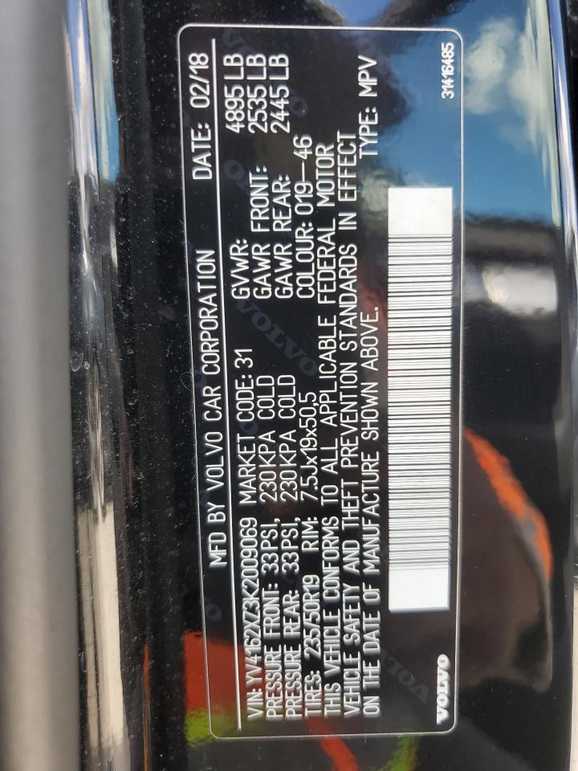 MFD BY VOLVO CAR CORPORATION DATE: 02/18
VIN: YV4162XZ3K2009069 MARKET CODE: 31 GVWR: 4895 LB
PRESSURE FRONT: 33 PSI, 230 KPA COLD GAWR FRONT: 2535 LB
PRESSURE REAR: 33 PSI, 230 KPA COLD GAWR REAR: 2445 LB
TIRES: 235/50R19 RIM: 7.5Jx19x50,5 COLOUR: 019-46
THIS VEHICLE CONFORMS TO ALL APPLICABLE FEDERAL MOTOR
VEHICLE SAFETY AND THEFT PREVENTION STANDARDS IN EFFECT
ON THE DATE OF MANUFACTURE SHOWN ABOVE. TYPE: MPV
VOLVO 31416485